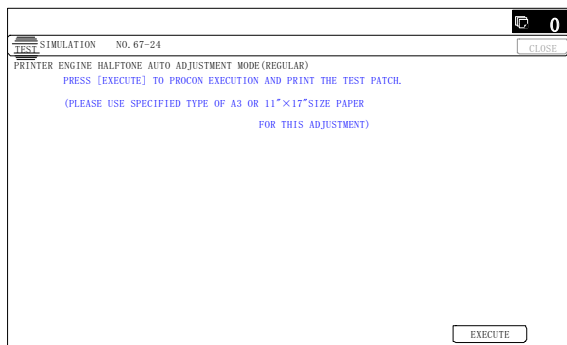 0
TEST SIMULATION NO.67-24 CLOSE
PRINTER ENGINE HALFTONE AUTO ADJUSTMENT MODE(REGULAR)
PRESS [EXECUTE] TO PROCON EXECUTION AND PRINT THE TEST PATCH.
(PLEASE USE SPECIFIED TYPE OF A3 OR 11″×17″SIZE PAPER
FOR THIS ADJUSTMENT)
EXECUTE